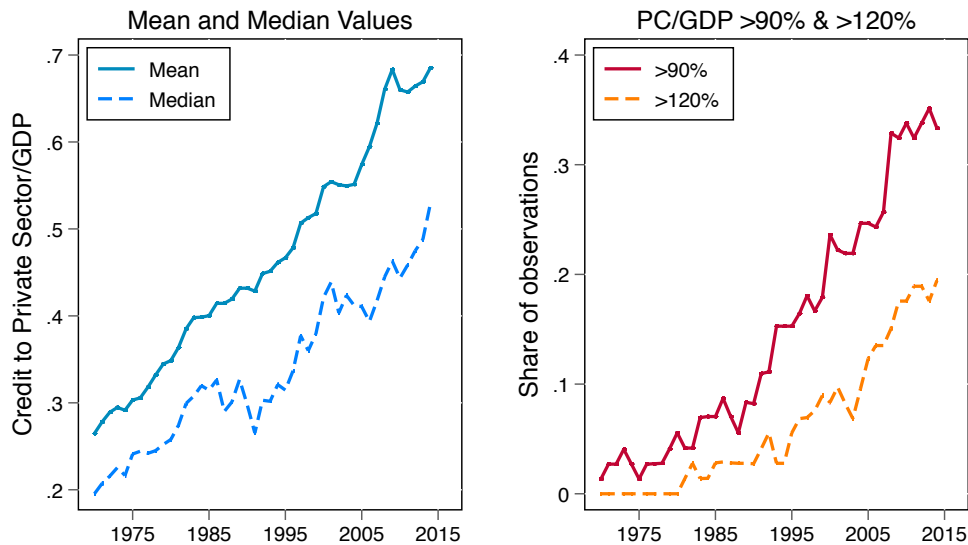 Mean and Median Values
Credit to Private Sector/GDP
.7
.6
.5
.4
.3
.2
Mean
Median
1975 1985 1995 2005 2015
PC/GDP >90% & >120%
Share of observations
.4
.3
.2
.1
0
>90%
>120%
1975 1985 1995 2005 2015